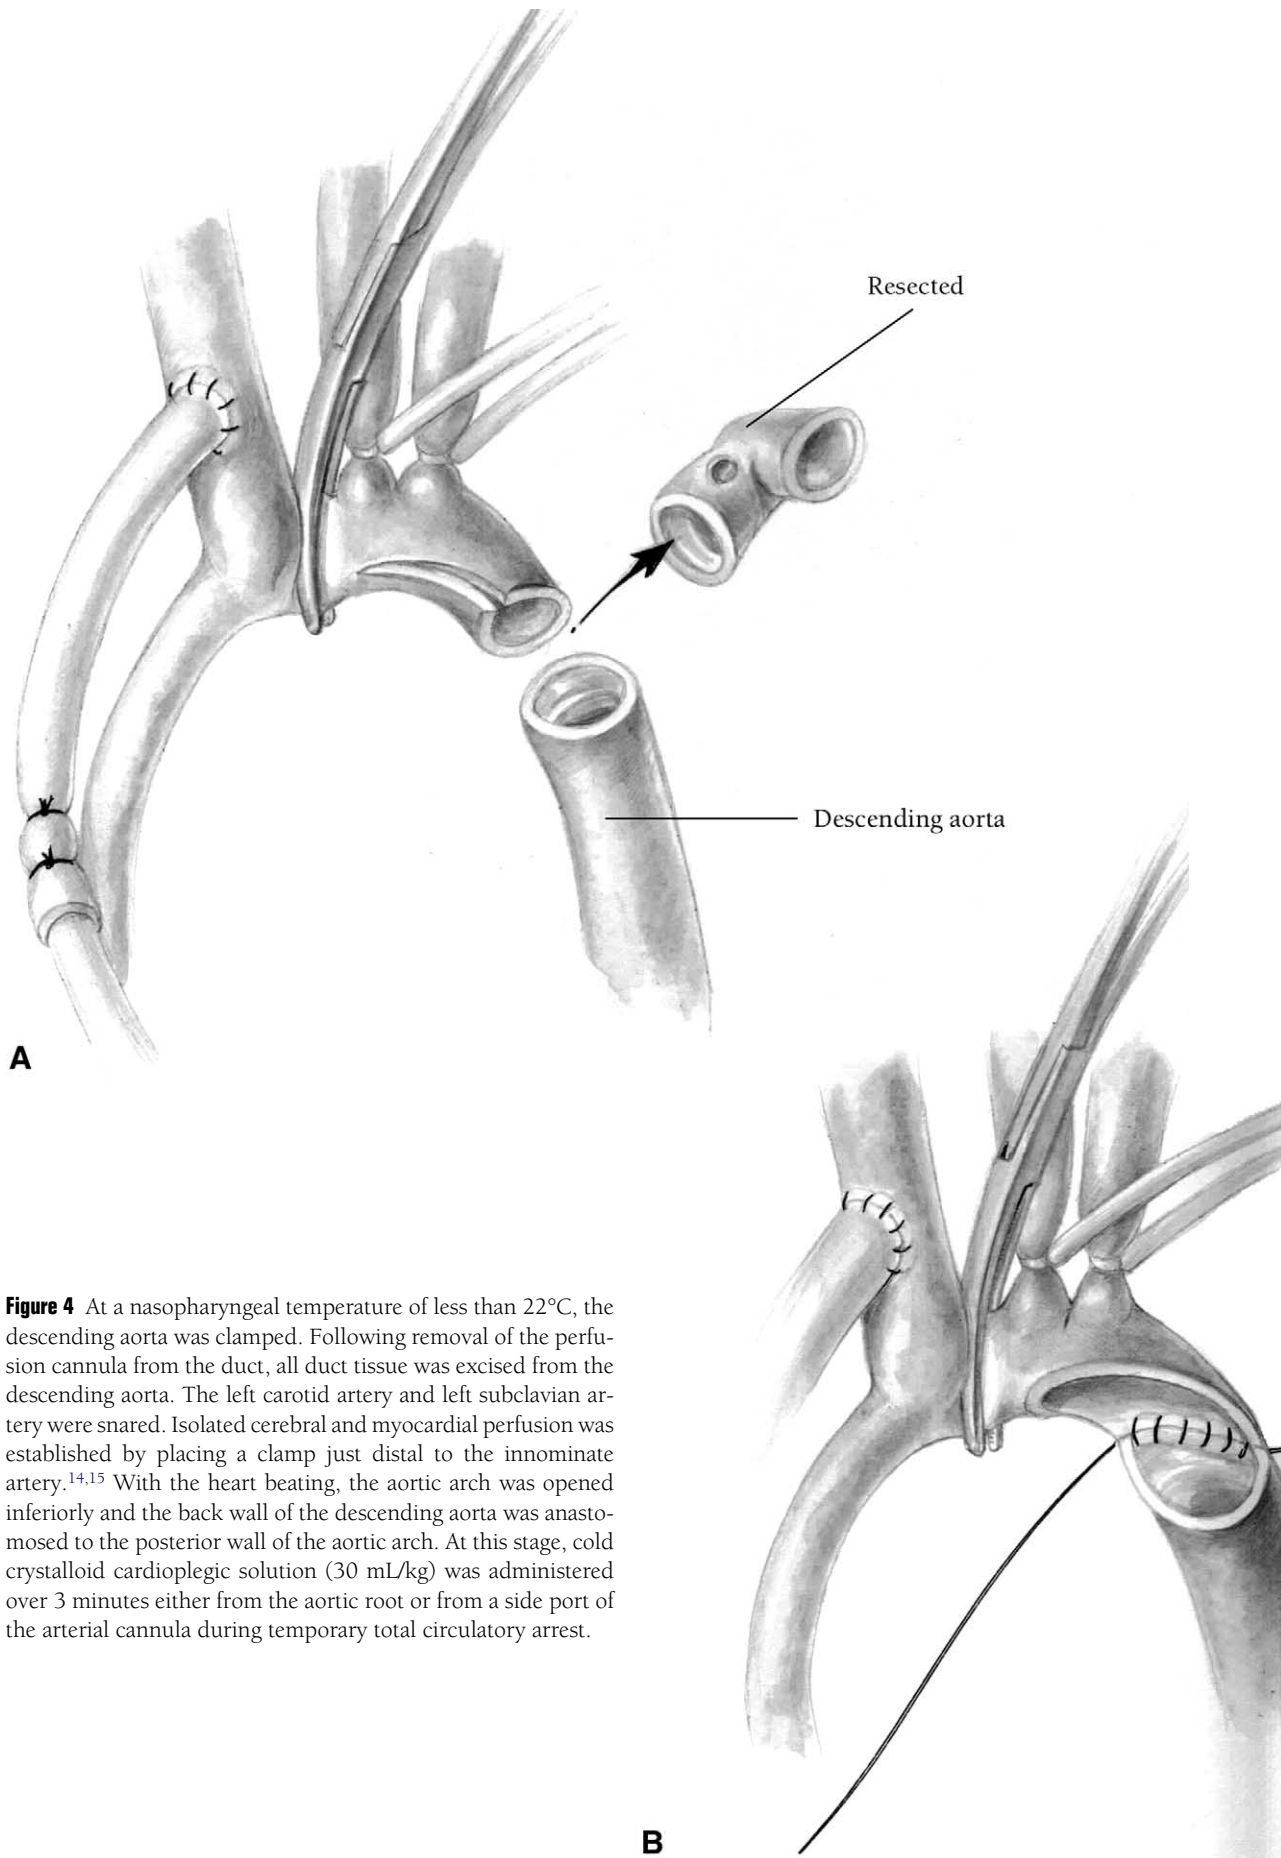 Resected
Descending aorta
A
Figure 4 At a nasopharyngeal temperature of less than 22°C, the
descending aorta was clamped. Following removal of the perfu-
sion cannula from the duct, all duct tissue was excised from the
descending aorta. The left carotid artery and left subclavian ar-
tery were snared. Isolated cerebral and myocardial perfusion was
established by placing a clamp just distal to the innominate
artery.14,15 With the heart beating, the aortic arch was opened
inferiorly and the back wall of the descending aorta was anasto-
mosed to the posterior wall of the aortic arch. At this stage, cold
crystalloid cardioplegic solution (30 mL/kg) was administered
over 3 minutes either from the aortic root or from a side port of
the arterial cannula during temporary total circulatory arrest.
B